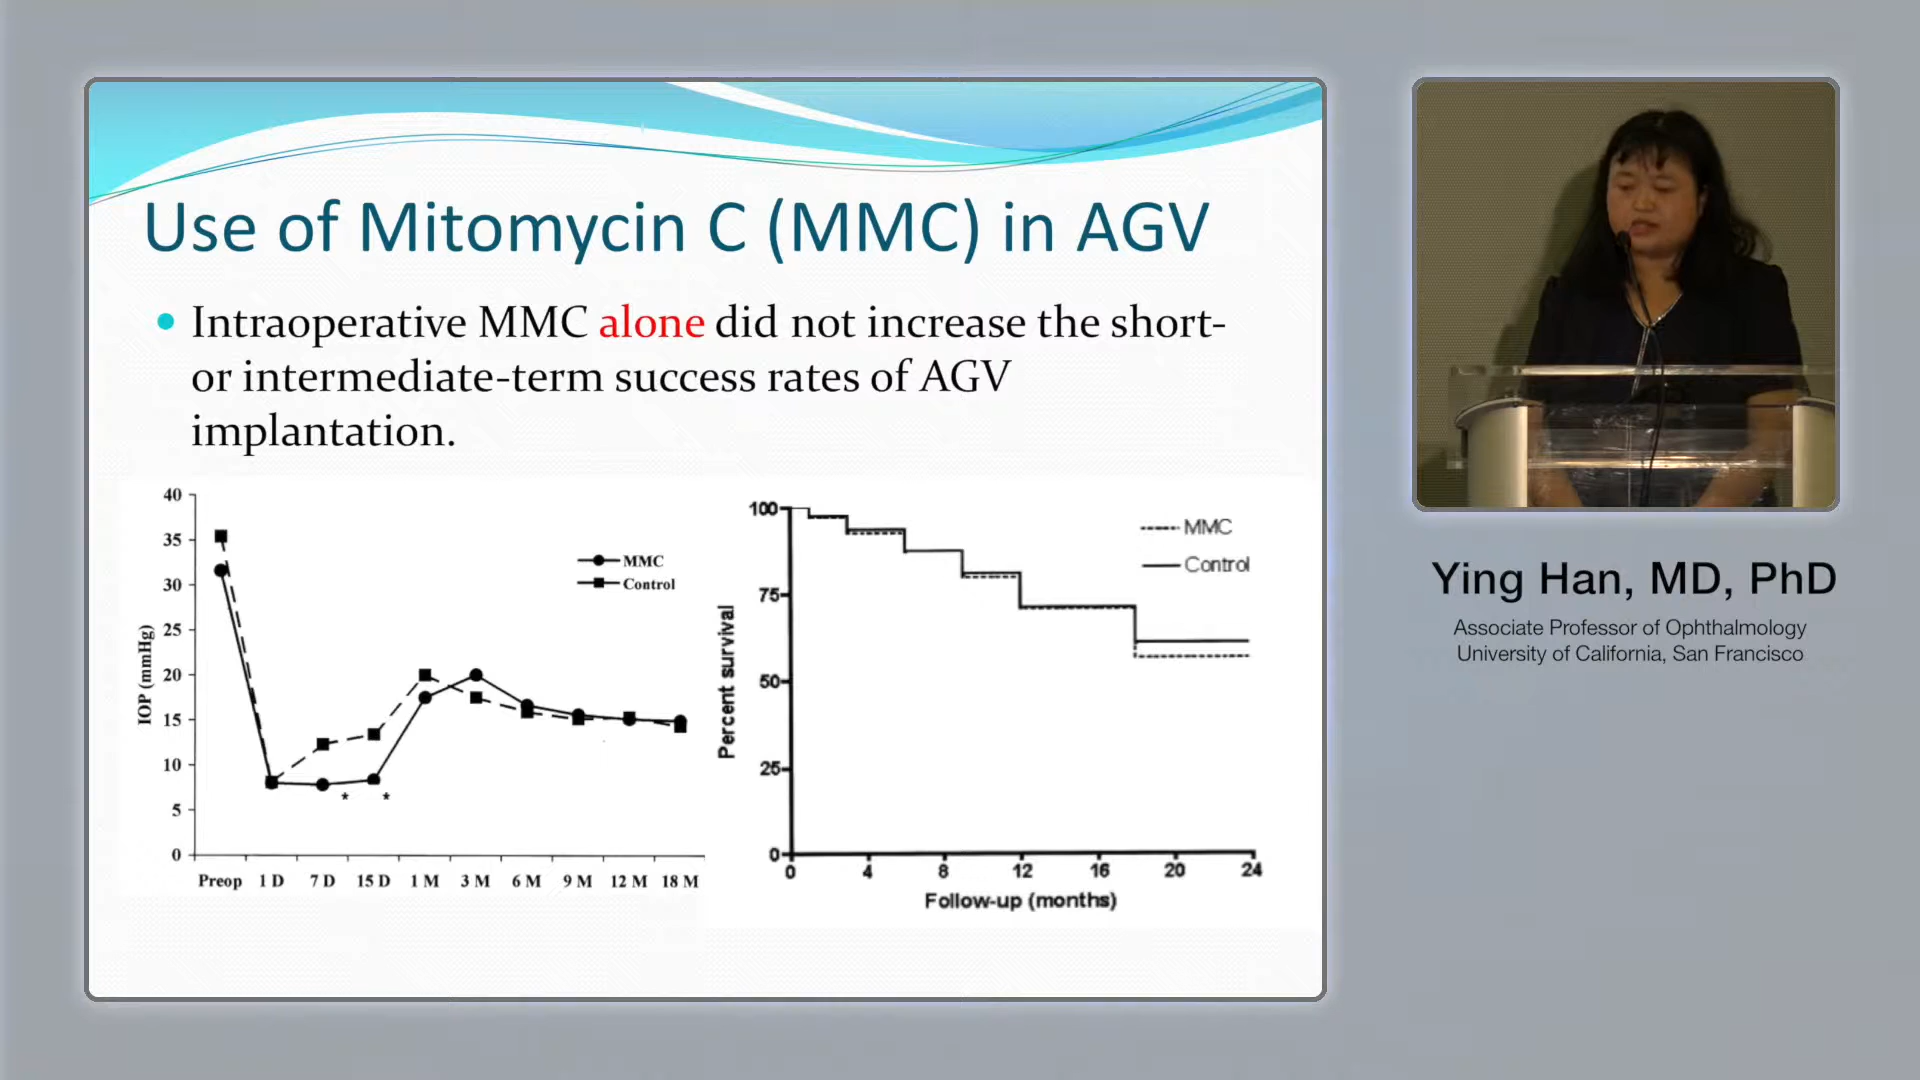 Use of Mitomycin C (MMC) in AGV
• Intraoperative MMC alone did not increase the short-
or intermediate-term success rates of AGV
implantation.
40
35
30
25
20
15
10
5
0
IOP (mmHg)
MMC
Control
* *
Preop 1 D 7 D 15 D 1 M 3 M 6 M 9 M 12 M 18 M
100
75
50
25
0
Percent survival
MMC
Control
0 4 8 12 16 20 24
Follow-up (months)
Ying Han, MD, PhD
Associate Professor of Ophthalmology
University of California, San Francisco